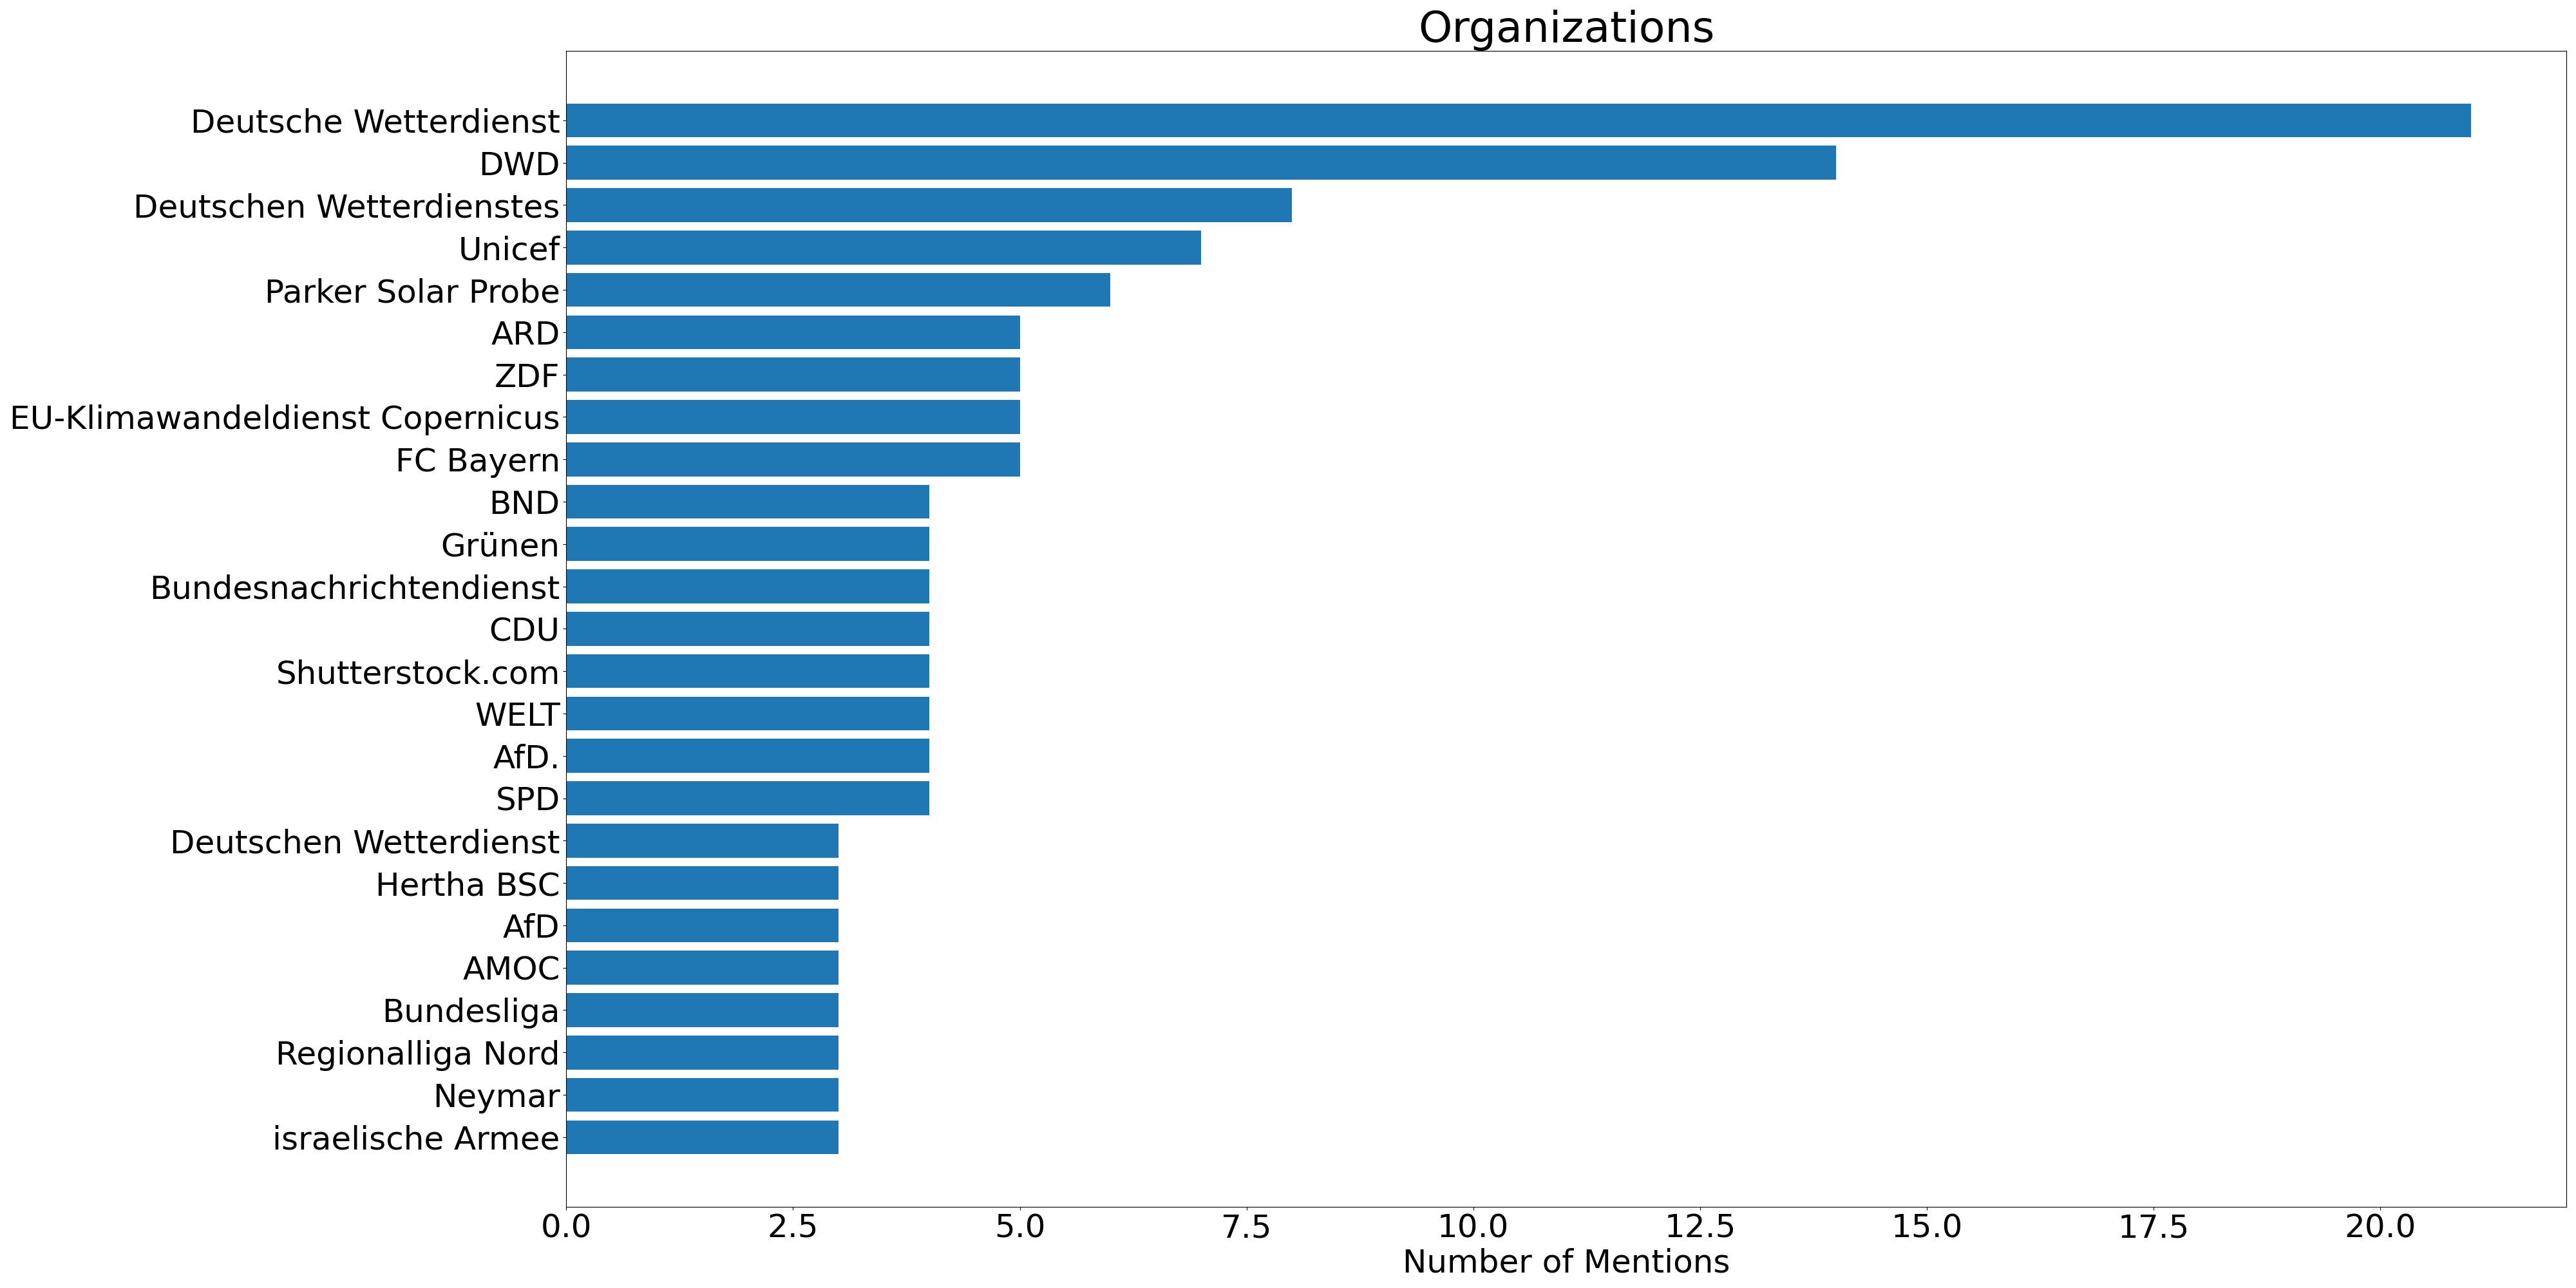 Organizations
Deutsche Wetterdienst
DWD
Deutschen Wetterdienstes
Unicef
Parker Solar Probe
ARD
ZDF
EU-Klimawandeldienst Copernicus
FC Bayern
BND
Grünen
Bundesnachrichtendienst
CDU
Shutterstock.com
WELT
AfD.
SPD
Deutschen Wetterdienst
Hertha BSC
AfD
AMOC
Bundesliga
Regionalliga Nord
Neymar
israelische Armee
0.0 2.5 5.0 7.5 10.0 12.5 15.0 17.5 20.0
Number of Mentions